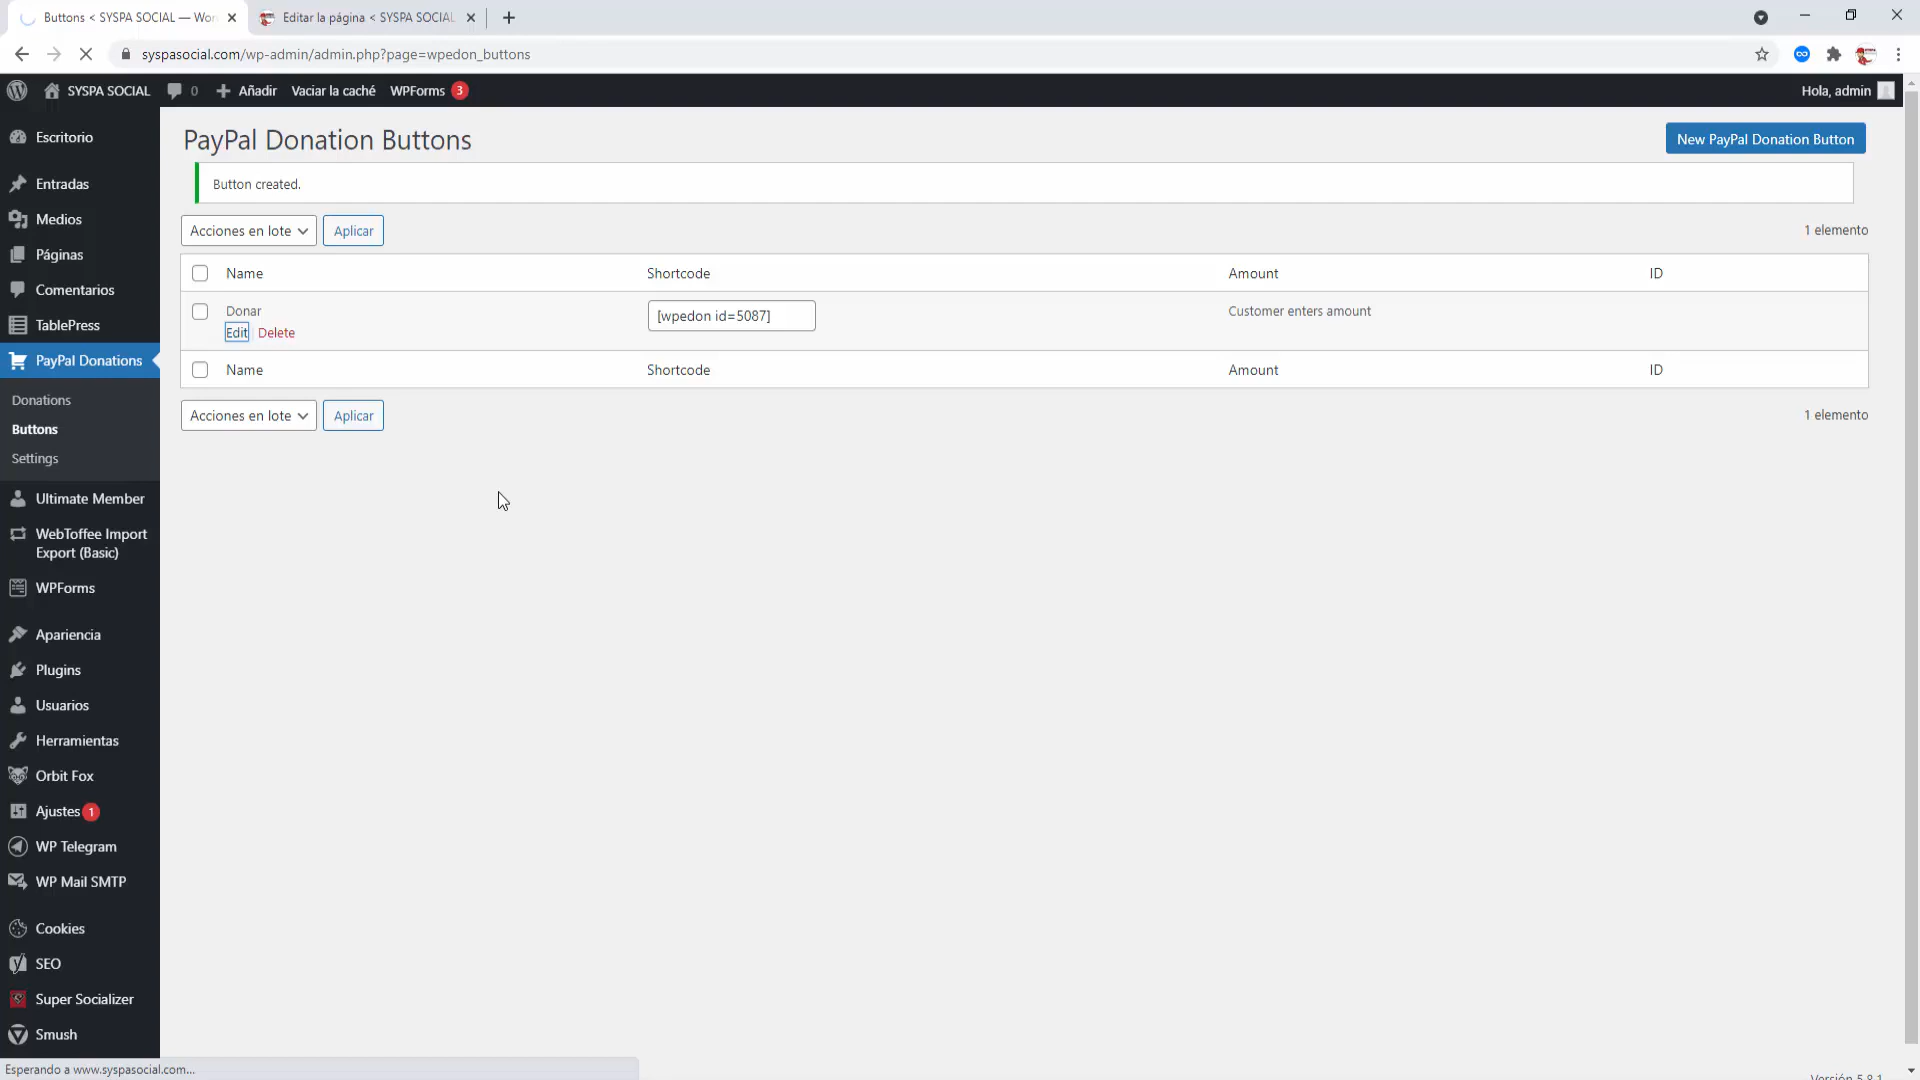 Buttons < SYSPA SOCIAL — Wor
Editar la página < SYSPA SOCIAL
syspasocial.com/wp-admin/admin.php?page=wpedon_buttons
SYSPA SOCIAL
0
Añadir
Vaciar la caché
WPForms 3
Hola, admin
Escritorio
Entradas
Medios
Páginas
Comentarios
TablePress
PayPal Donations
Donations
Buttons
Settings
Ultimate Member
WebToffee Import
Export (Basic)
WPForms
Apariencia
Plugins
Usuarios
Herramientas
Orbit Fox
Ajustes 1
WP Telegram
WP Mail SMTP
Cookies
SEO
Super Socializer
Smush
PayPal Donation Buttons
New PayPal Donation Button
Button created.
Acciones en lote
Aplicar
1 elemento
Name
Shortcode
Amount
ID
Donar
Edit | Delete
[wpedon id=5087]
Customer enters amount
Name
Shortcode
Amount
ID
Acciones en lote
Aplicar
1 elemento
Esperando a www.syspasocial.com...
Versión 5.8.1